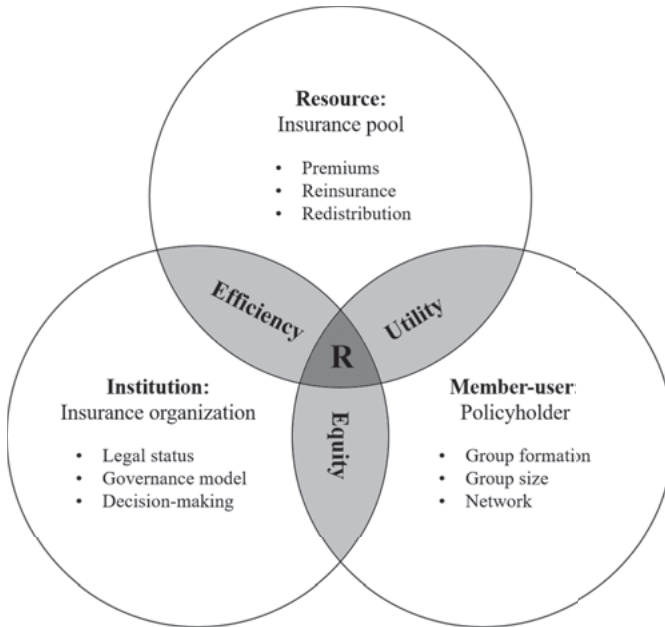 Resource:
Insurance pool
• Premiums
• Reinsurance
• Redistribution
Efficiency
Utility
R
Institution:
Insurance organization
• Legal status
• Governance model
• Decision-making
Equity
Member-user:
Policyholder
• Group formation
• Group size
• Network